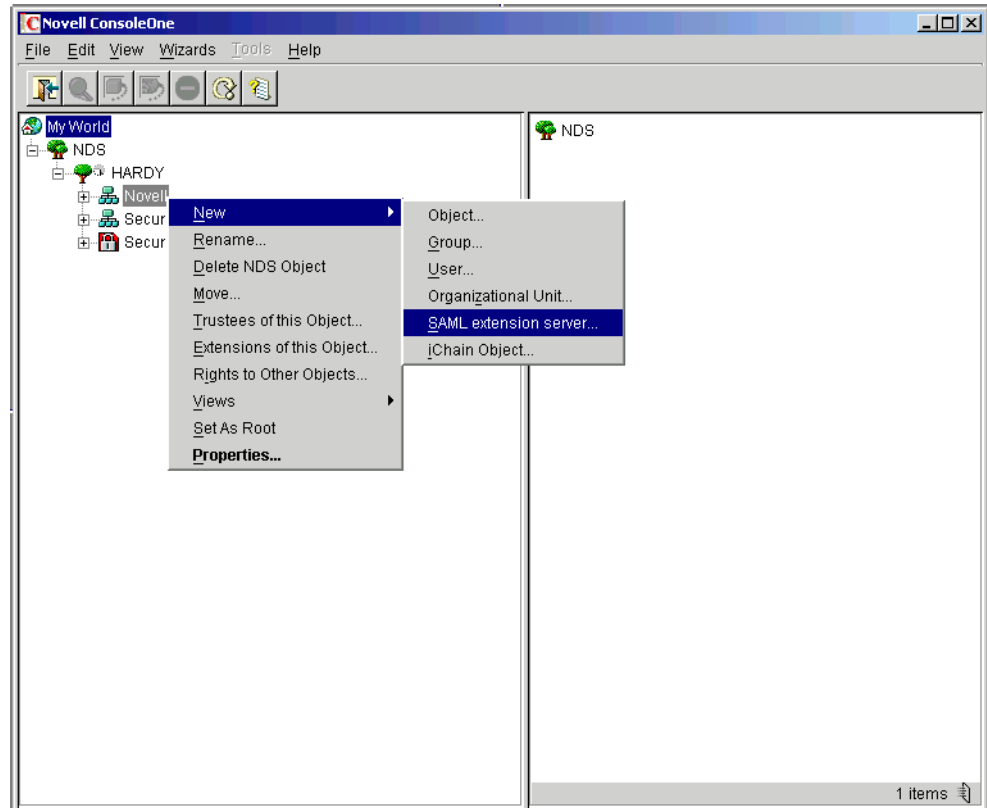 Novell ConsoleOne
File Edit View Wizards Tools Help
My World
NDS
HARDY
Novell
Secur
Secur
NDS
New
Rename...
Delete NDS Object
Move...
Trustees of this Object...
Extensions of this Object...
Rights to Other Objects...
Views
Set As Root
Properties...
Object...
Group...
User...
Organizational Unit...
SAML extension server...
iChain Object...
1 items